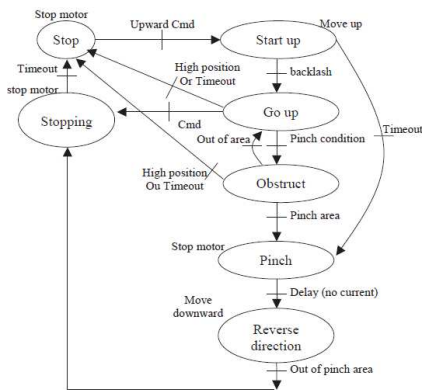 Stop motor
Upward Cmd
Move up
Stop
Start up
Timeout
High position
Or Timeout
backlash
stop motor
Stopping
Cmd
Go up
Out of area
Pinch condition
Timeout
High position
Ou Timeout
Obstruct
Pinch area
Stop motor
Pinch
Delay (no current)
Move
downward
Reverse
direction
Out of pinch area